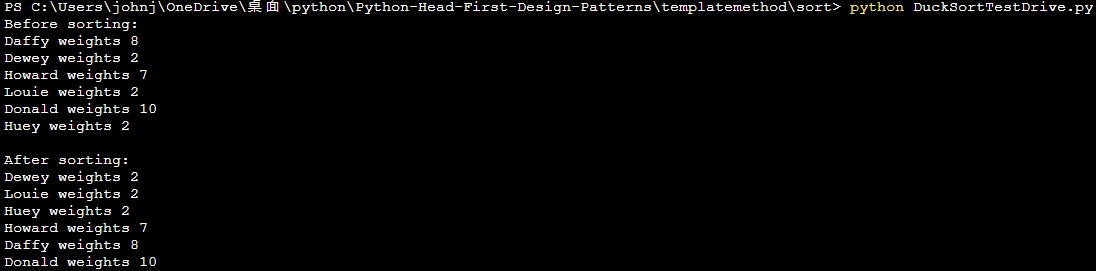 PS C:\Users\johnj\OneDrive\桌面\python\Python-Head-First-Design-Patterns\templatemethod\sort> python DuckSortTestDrive.py
Before sorting:
Daffy weights 8
Dewey weights 2
Howard weights 7
Louie weights 2
Donald weights 10
Huey weights 2

After sorting:
Dewey weights 2
Louie weights 2
Huey weights 2
Howard weights 7
Daffy weights 8
Donald weights 10